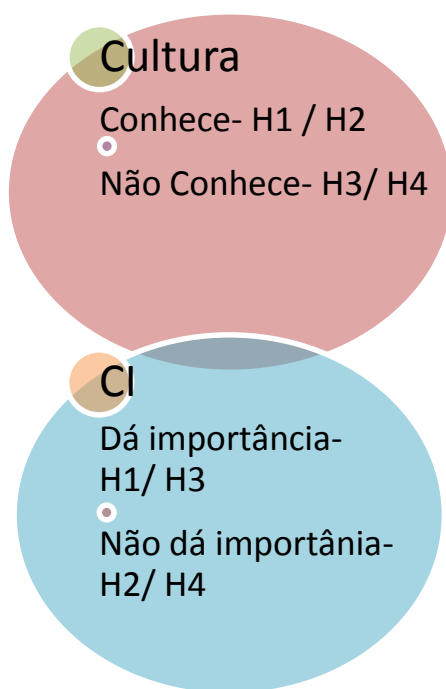 Cultura
Conhece- H1 / H2
Não Conhece- H3/ H4
CI
Dá importância-
H1/ H3
Não dá importânia-
H2/ H4